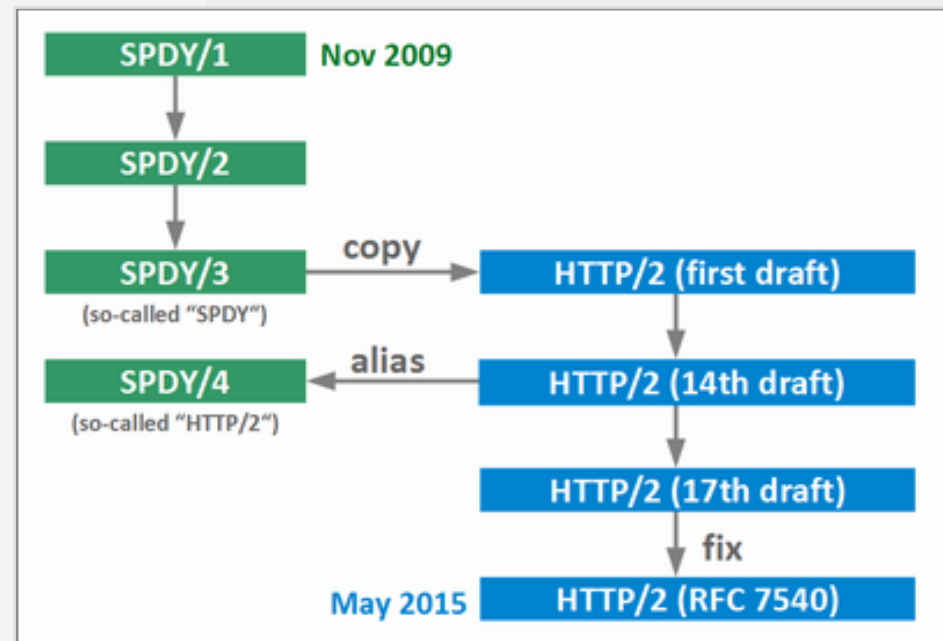 SPDY/1 Nov 2009
SPDY/2
copy
SPDY/3 HTTP/2 (first draft)
(so-called “SPDY“)
alias
SPDY/4 HTTP/2 (14th draft)
(so-called “HTTP/2“)
HTTP/2 (17th draft)
fix
May 2015 HTTP/2 (RFC 7540)